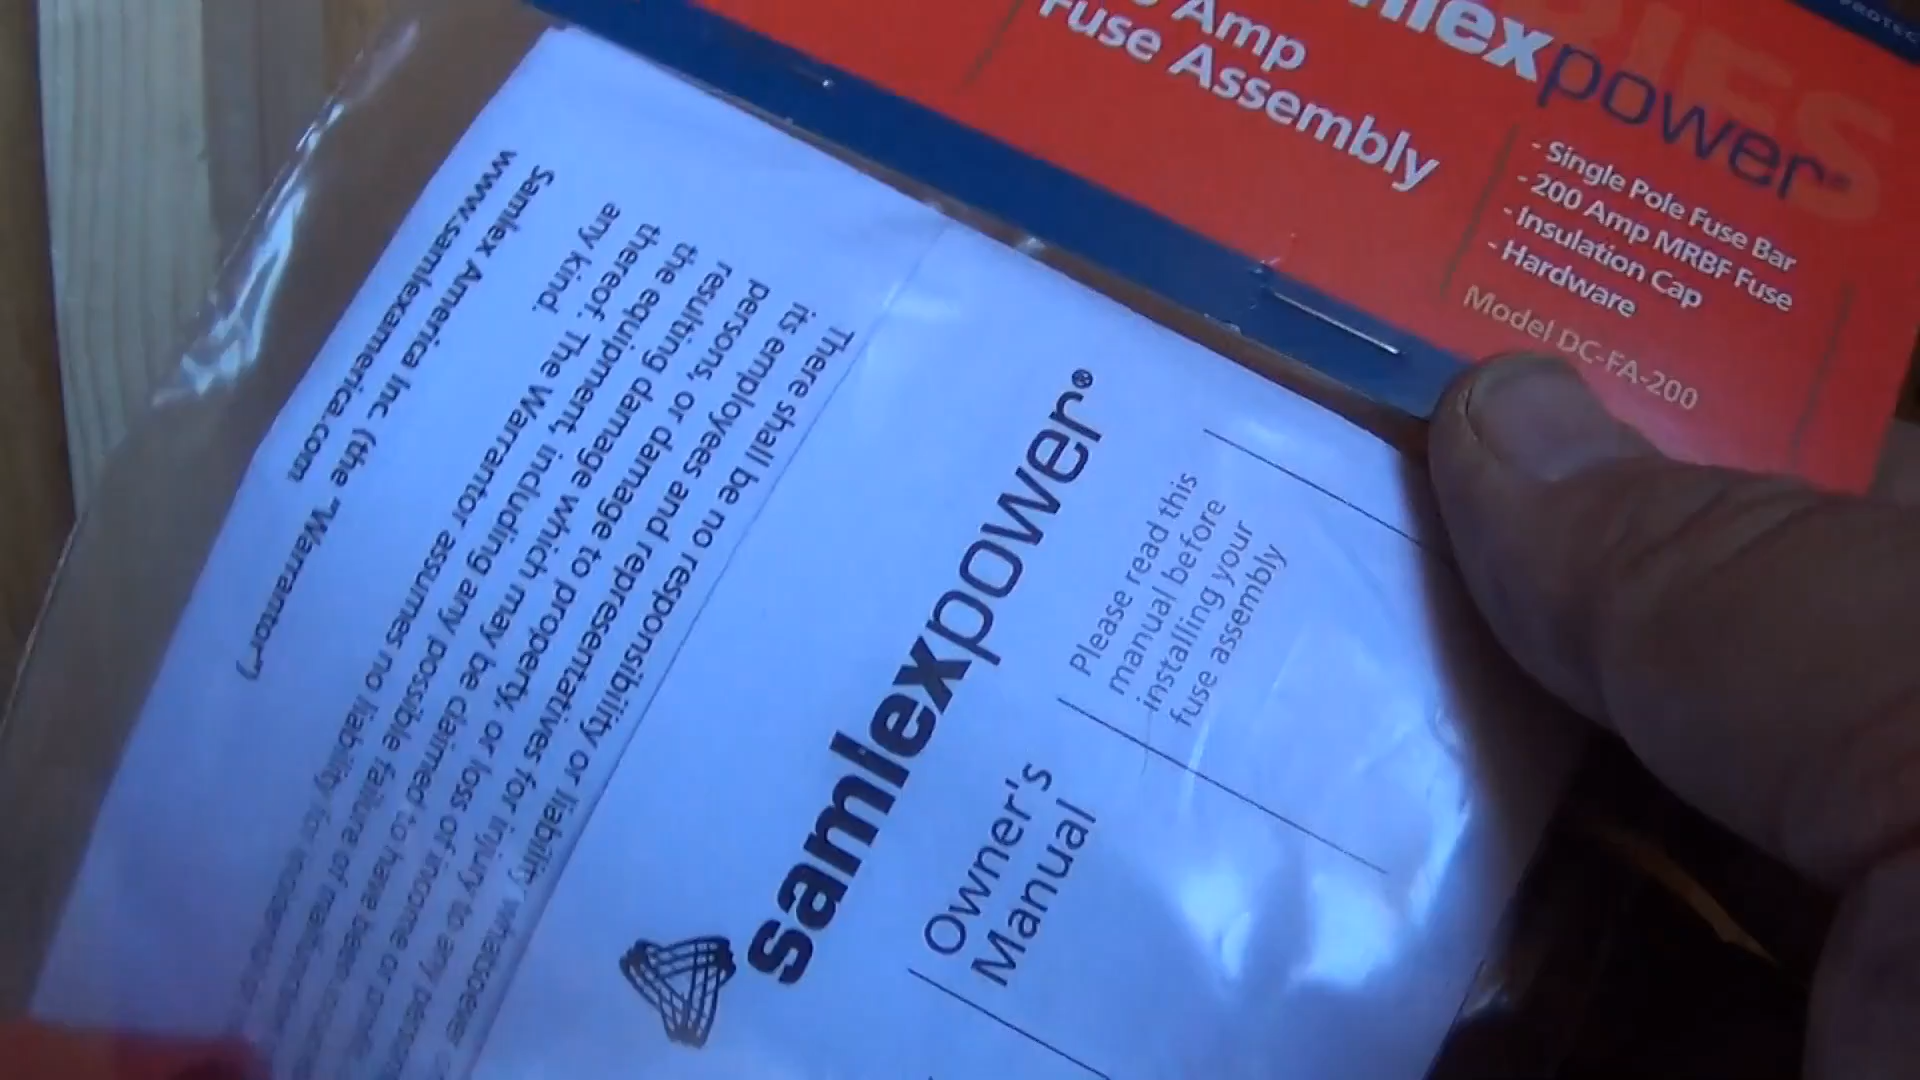 samlexpower®
Amp
Fuse Assembly
- Single Pole Fuse Bar
- 200 Amp MRBF Fuse
- Insulation Cap
- Hardware
Model DC-FA-200
samlexpower®
Owner's
Manual
Please read this
manual before
installing your
fuse assembly
There shall be no responsibility or liability whatsoever
its employees and representatives for injury to any
persons, or damage to property, or loss of income or
resulting damage which may be claimed to have
the equipment, including any possible failure of
thereof. The Warrantor assumes no liability for
any kind.
Samlex America Inc. (the "Warrantor")
www.samlexamerica.com